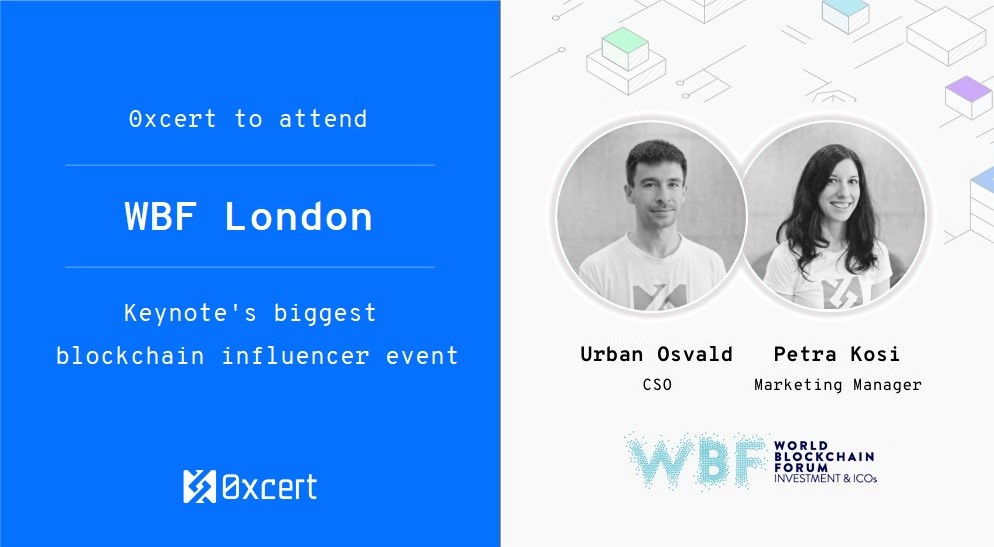 0xcert to attend
WBF London
Keynote's biggest
blockchain influencer event
0xcert
Urban Osvald
CSO
Petra Kosi
Marketing Manager
WBF
WORLD
BLOCKCHAIN
FORUM
INVESTMENT & ICOs